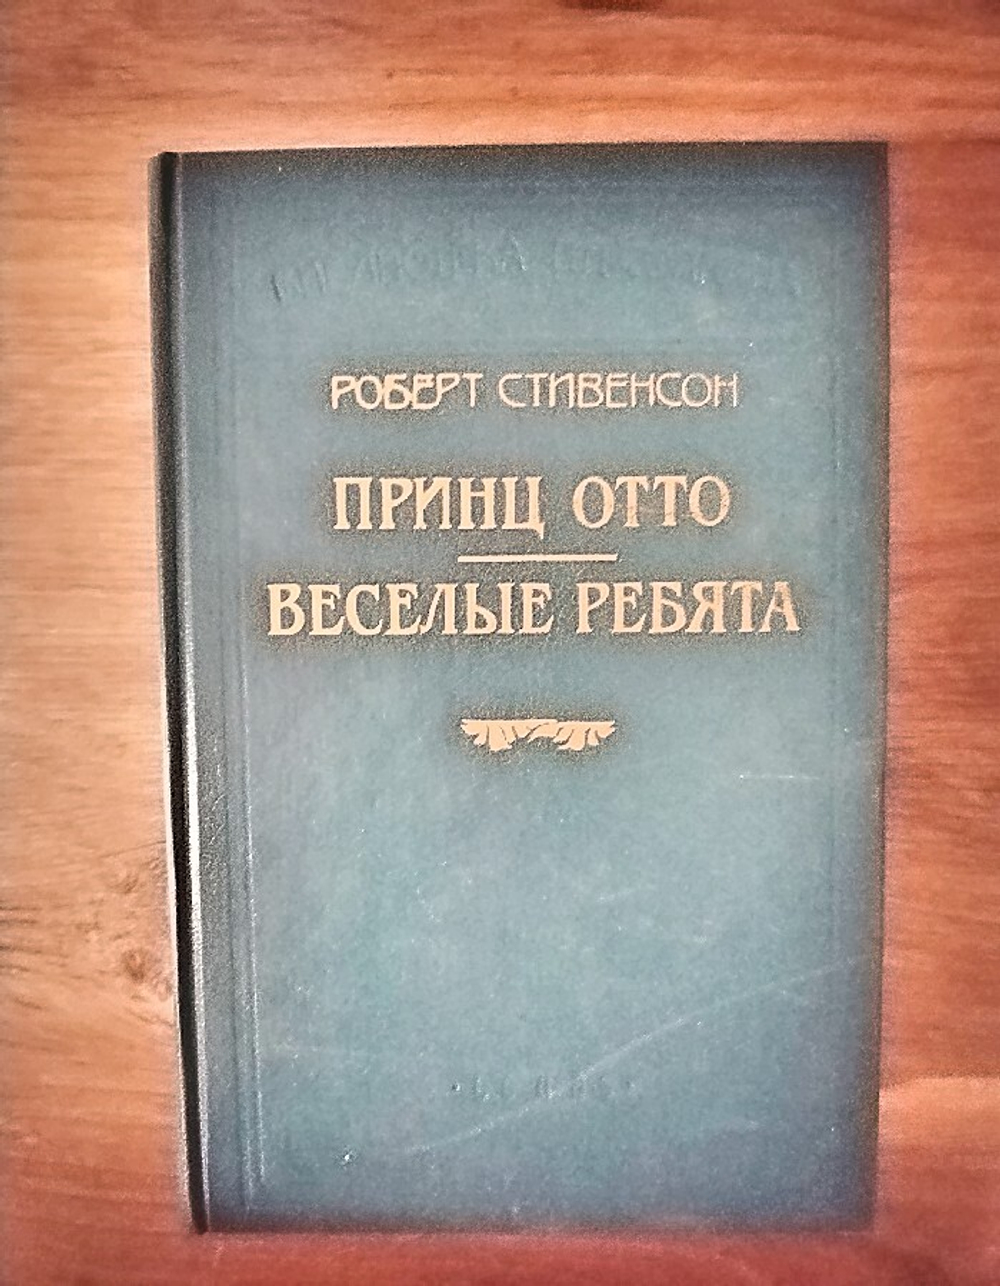 РОБЕРТ СТИВЕНСОН
ПРИНЦ ОТТО
ВЕСЕЛЫЕ РЕБЯТА